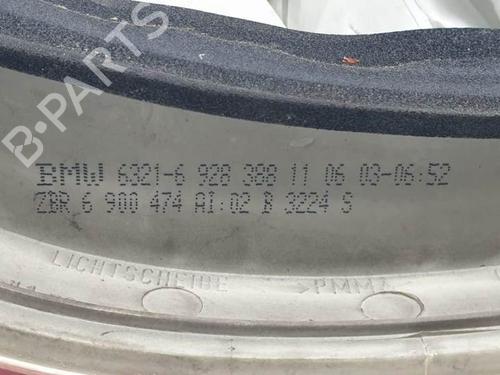 B-PARTS
BMW 6321-6 928 388 11 06 03-06:52
ZBR 6 900 474 AI:02 B 3224 S
LICHTSCHEIBE >PMMA